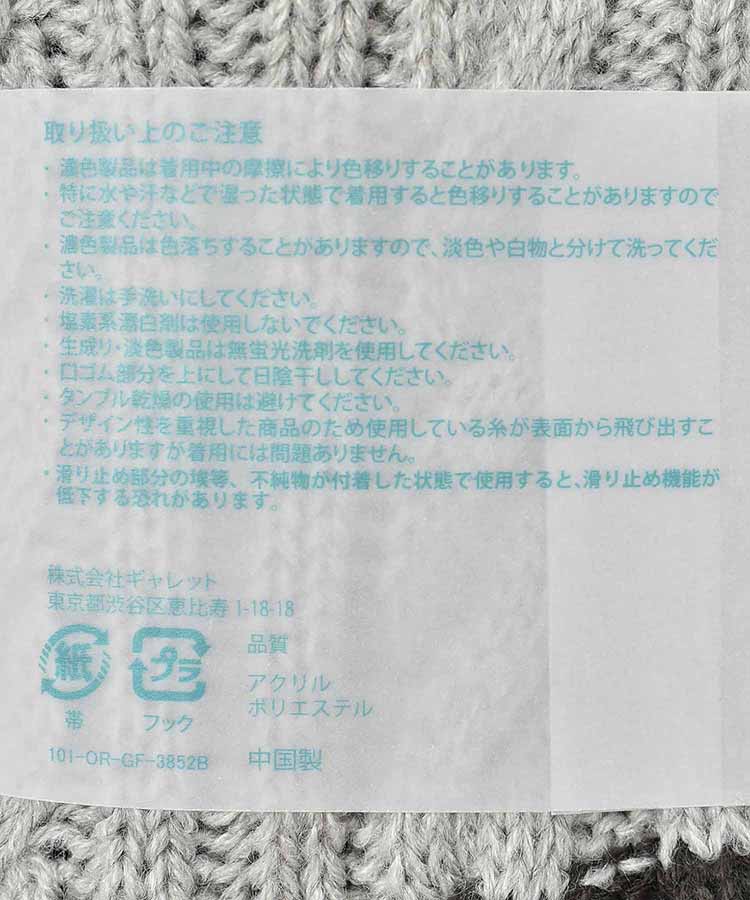 取り扱い上のご注意
・濃色製品は着用中の摩擦により色移りすることがあります。
・特に水や汗などで湿った状態で着用すると色移りすることがありますので
ご注意ください。
・濃色製品は色落ちすることがありますので、淡色や白物と分けて洗ってくだ
さい。
・洗濯は手洗いにしてください。
・塩素系漂白剤は使用しないでください。
・生成り・淡色製品は無蛍光洗剤を使用してください。
・口ゴム部分を上にして日陰干ししてください。
・タンブル乾燥の使用は避けてください。
・デザイン性を重視した商品のため使用している糸が表面から飛び出すこ
とがありますが着用には問題ありません。
・滑り止め部分の埃等、不純物が付着した状態で使用すると、滑り止め機能が
低下する恐れがあります。
株式会社ギャレット
東京都渋谷区恵比寿 1-18-18
紙
プラ
品質
アクリル
ポリエステル
帯
フック
101-OR-GF-3852B
中国製